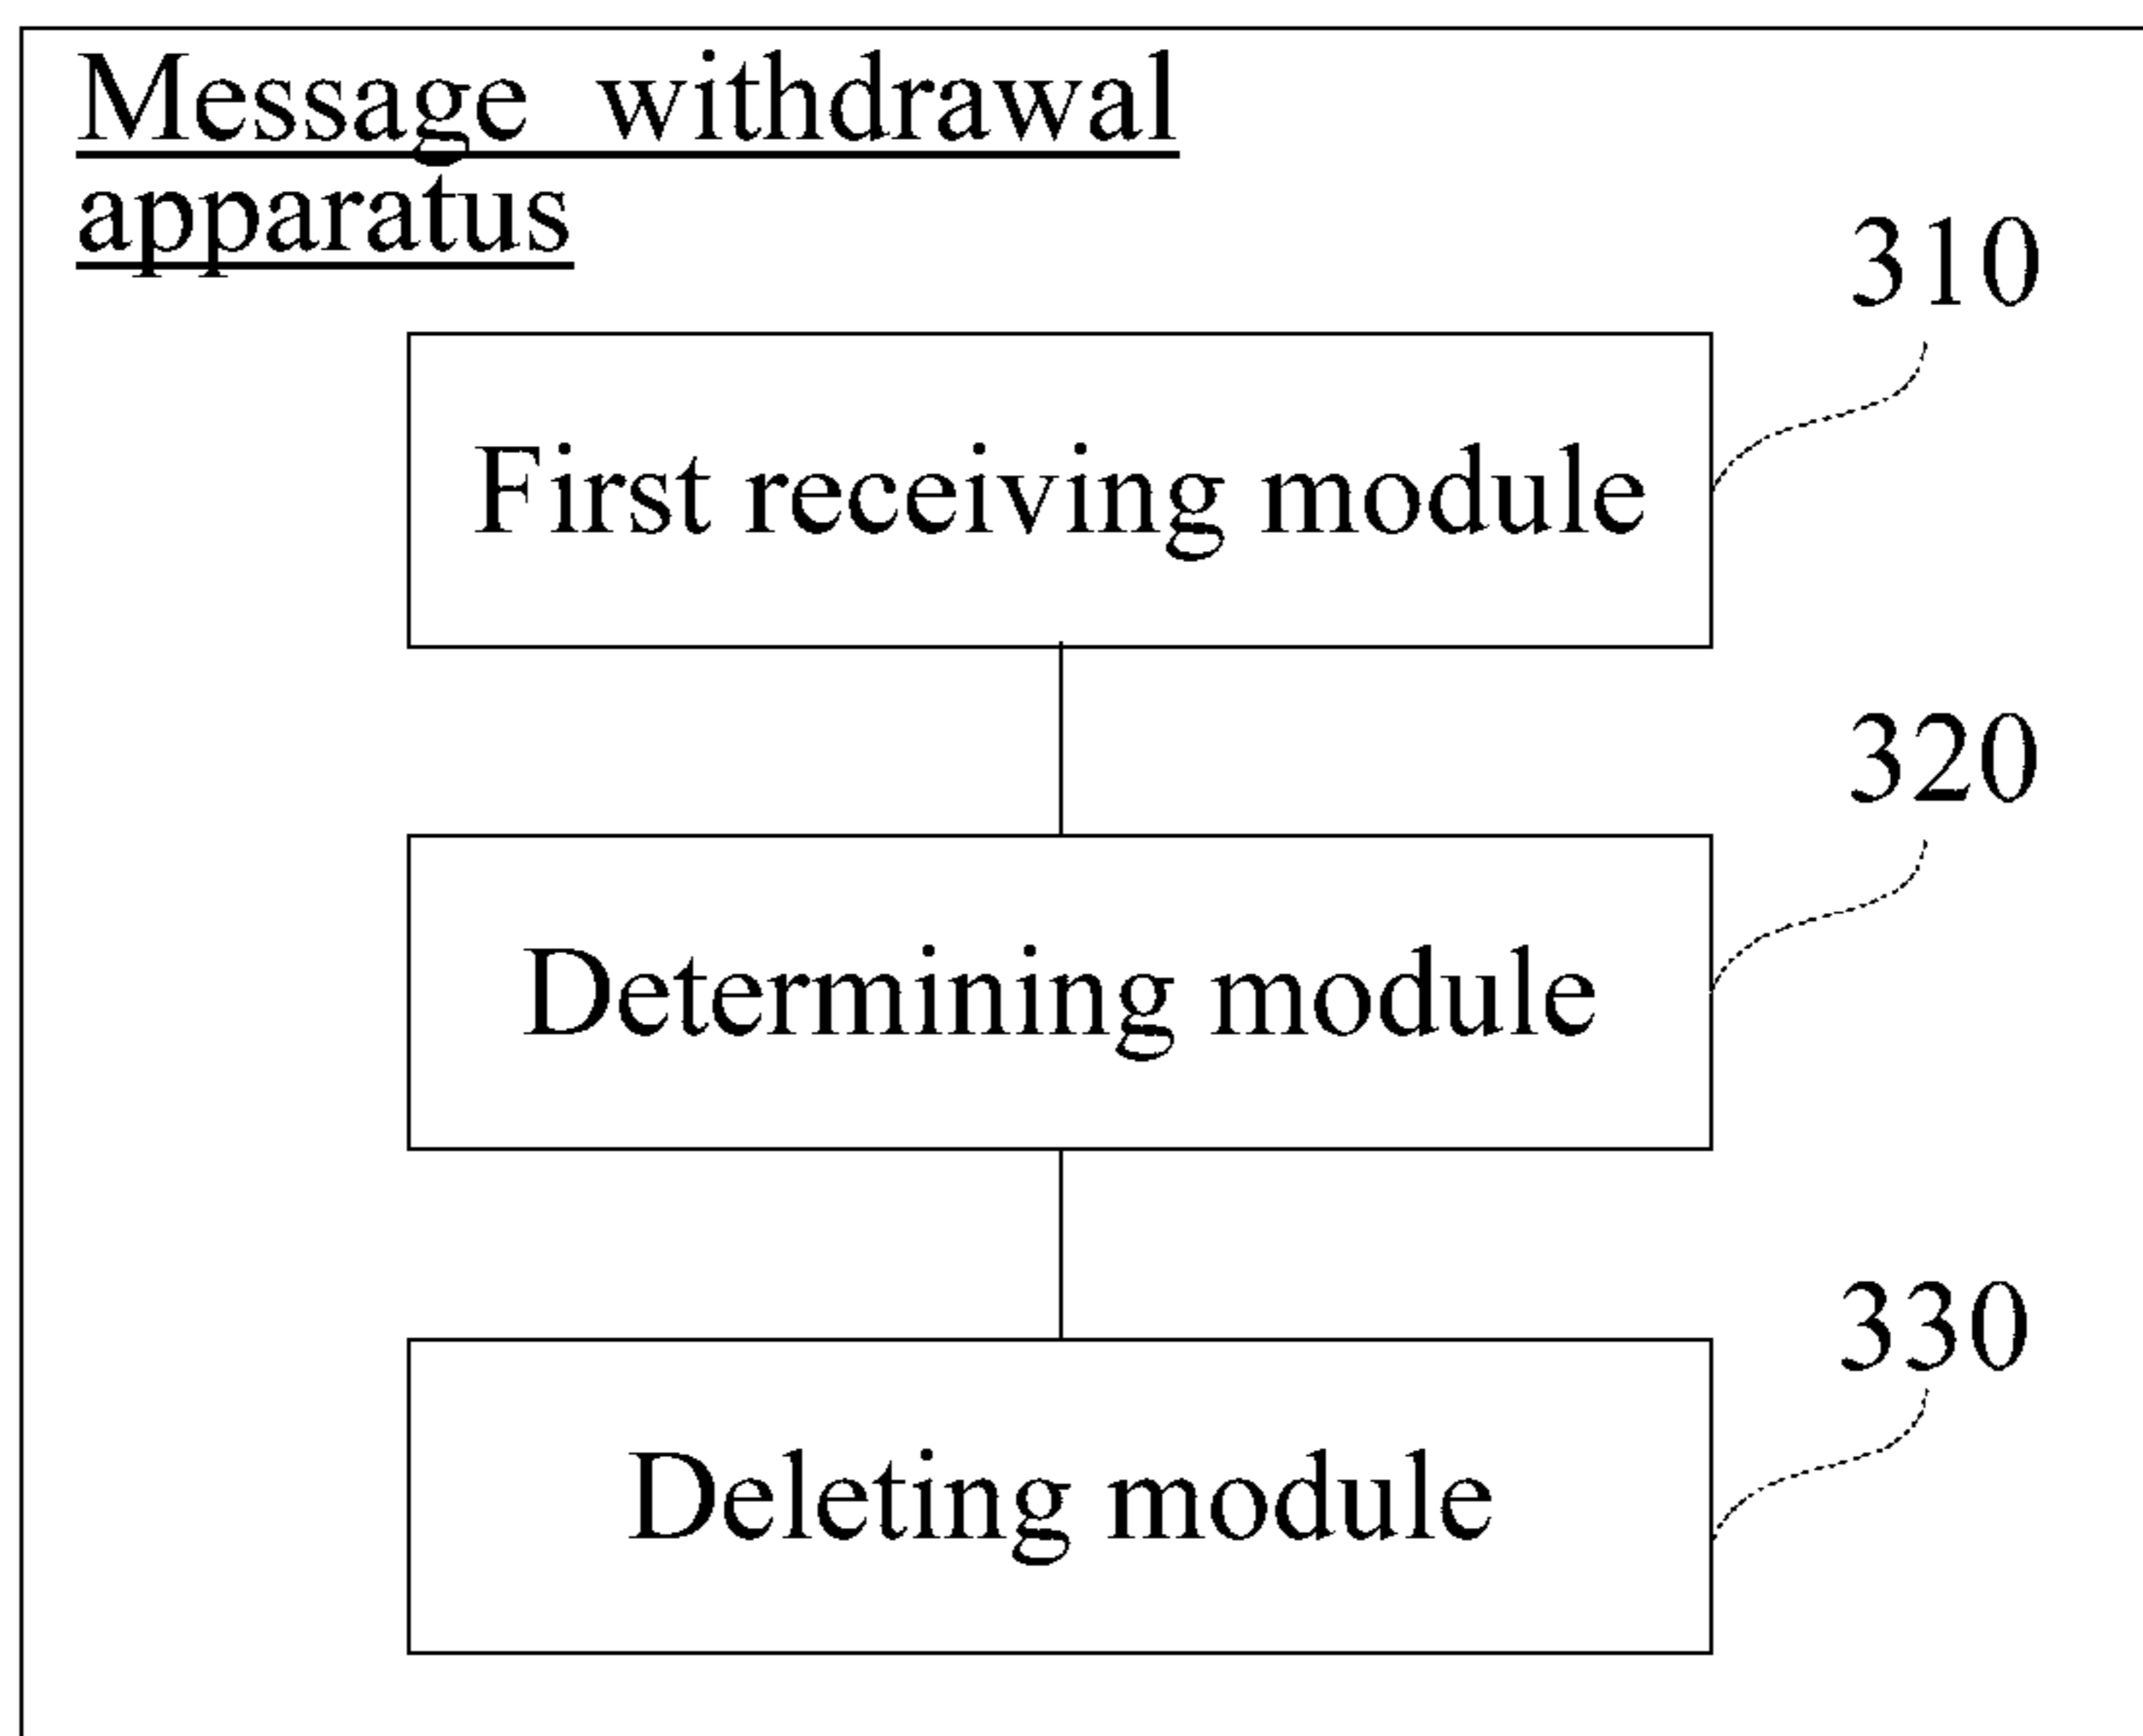 Message withdrawal
apparatus
310
First receiving module
320
Determining module
330
Deleting module